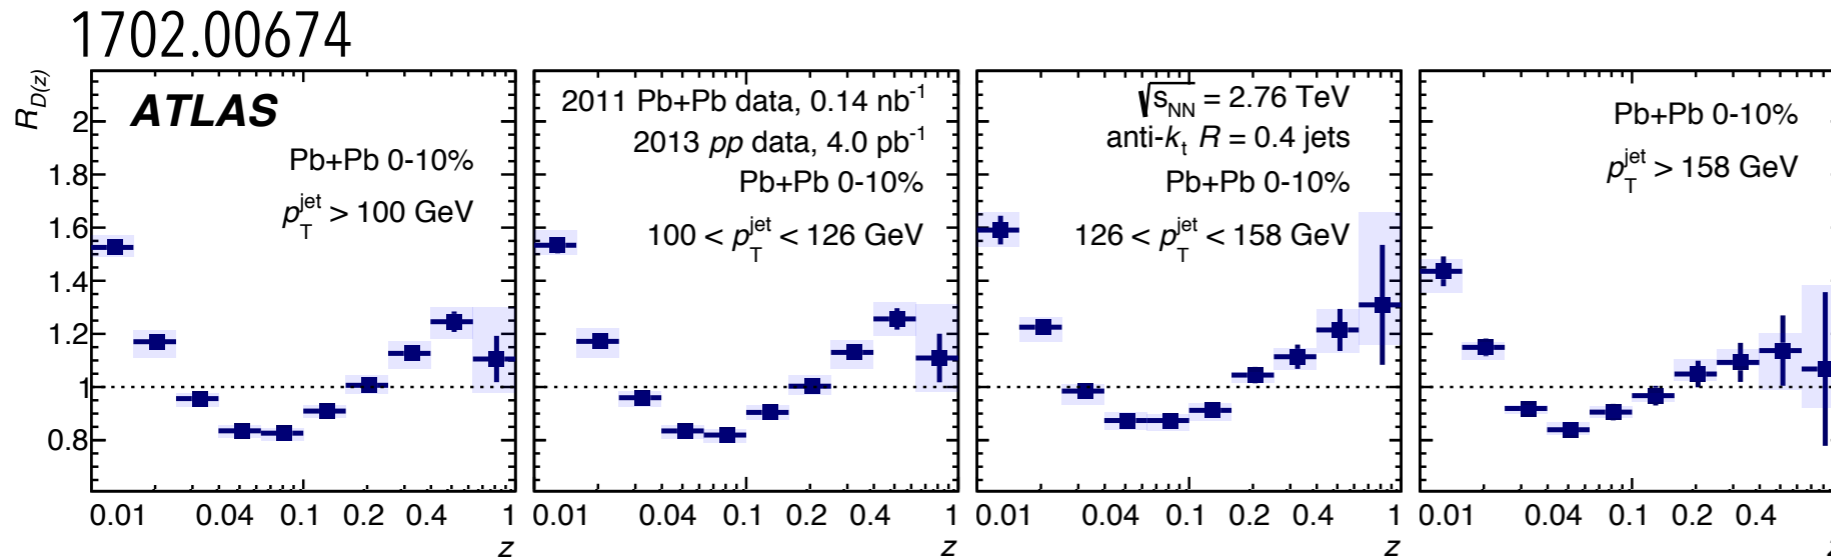 1702.00674
R_{D(z)}
2
1.8
1.6
1.4
1.2
1
0.8
ATLAS
Pb+Pb 0-10%
p_T^{jet} > 100 GeV
0.01 0.04 0.1 0.2 0.4 1
z
2011 Pb+Pb data, 0.14 nb^{-1}
2013 pp data, 4.0 pb^{-1}
Pb+Pb 0-10%
100 < p_T^{jet} < 126 GeV
0.01 0.04 0.1 0.2 0.4 1
z
√s_{NN} = 2.76 TeV
anti-k_t R = 0.4 jets
Pb+Pb 0-10%
126 < p_T^{jet} < 158 GeV
0.01 0.04 0.1 0.2 0.4 1
z
Pb+Pb 0-10%
p_T^{jet} > 158 GeV
0.01 0.04 0.1 0.2 0.4